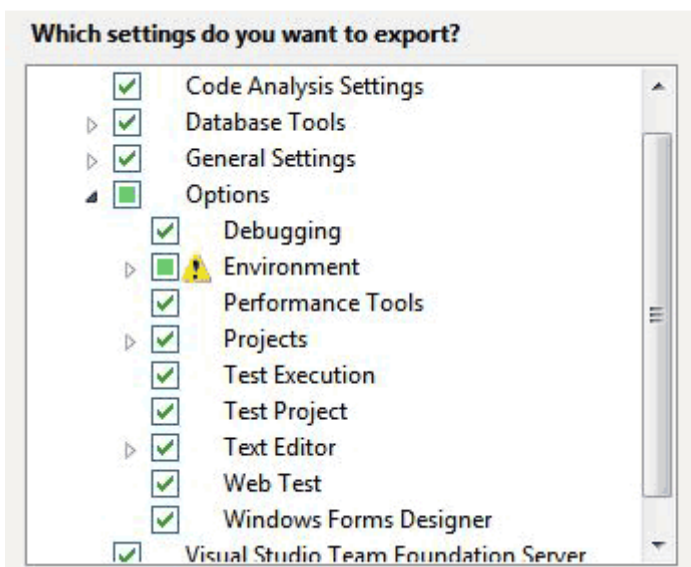 Which settings do you want to export?
Code Analysis Settings
Database Tools
General Settings
Options
Debugging
Environment
Performance Tools
Projects
Test Execution
Test Project
Text Editor
Web Test
Windows Forms Designer
Visual Studio Team Foundation Server